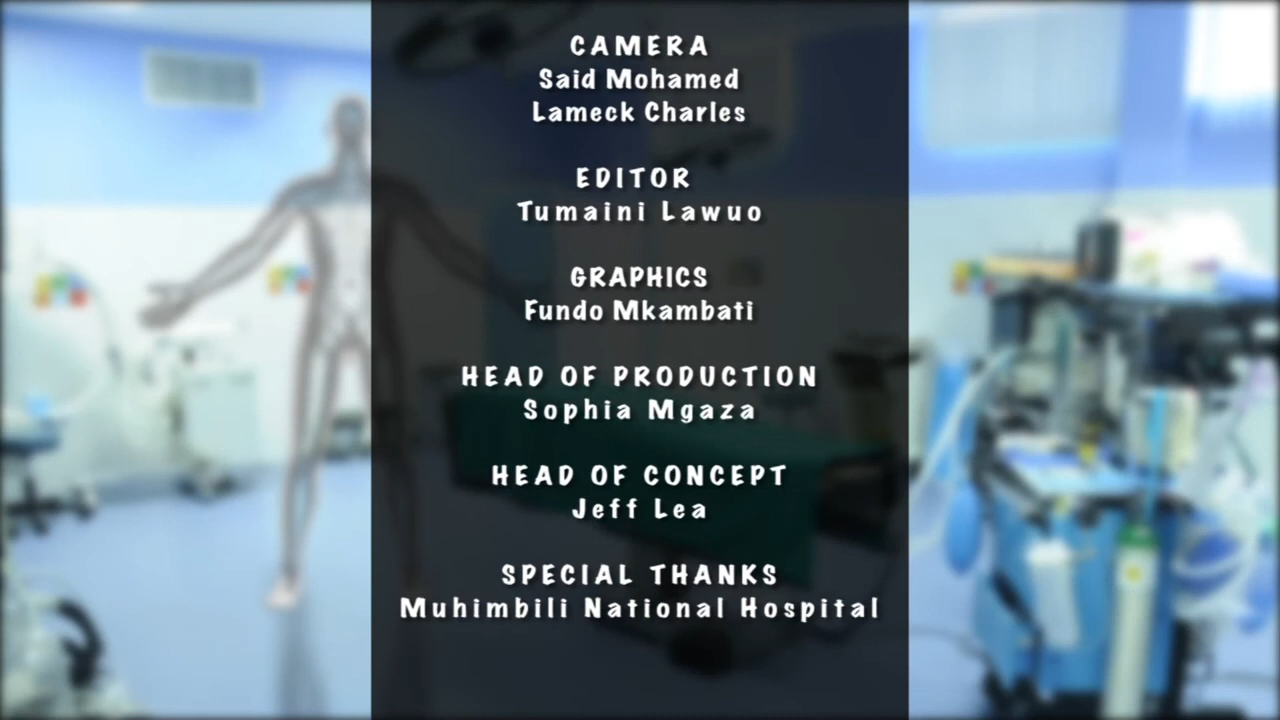 CAMERA
Said Mohamed
Lameck Charles
EDITOR
Tumaini Lawuo
GRAPHICS
Fundo Mkambati
HEAD OF PRODUCTION
Sophia Mgaza
HEAD OF CONCEPT
Jeff Lea
SPECIAL THANKS
Muhimbili National Hospital